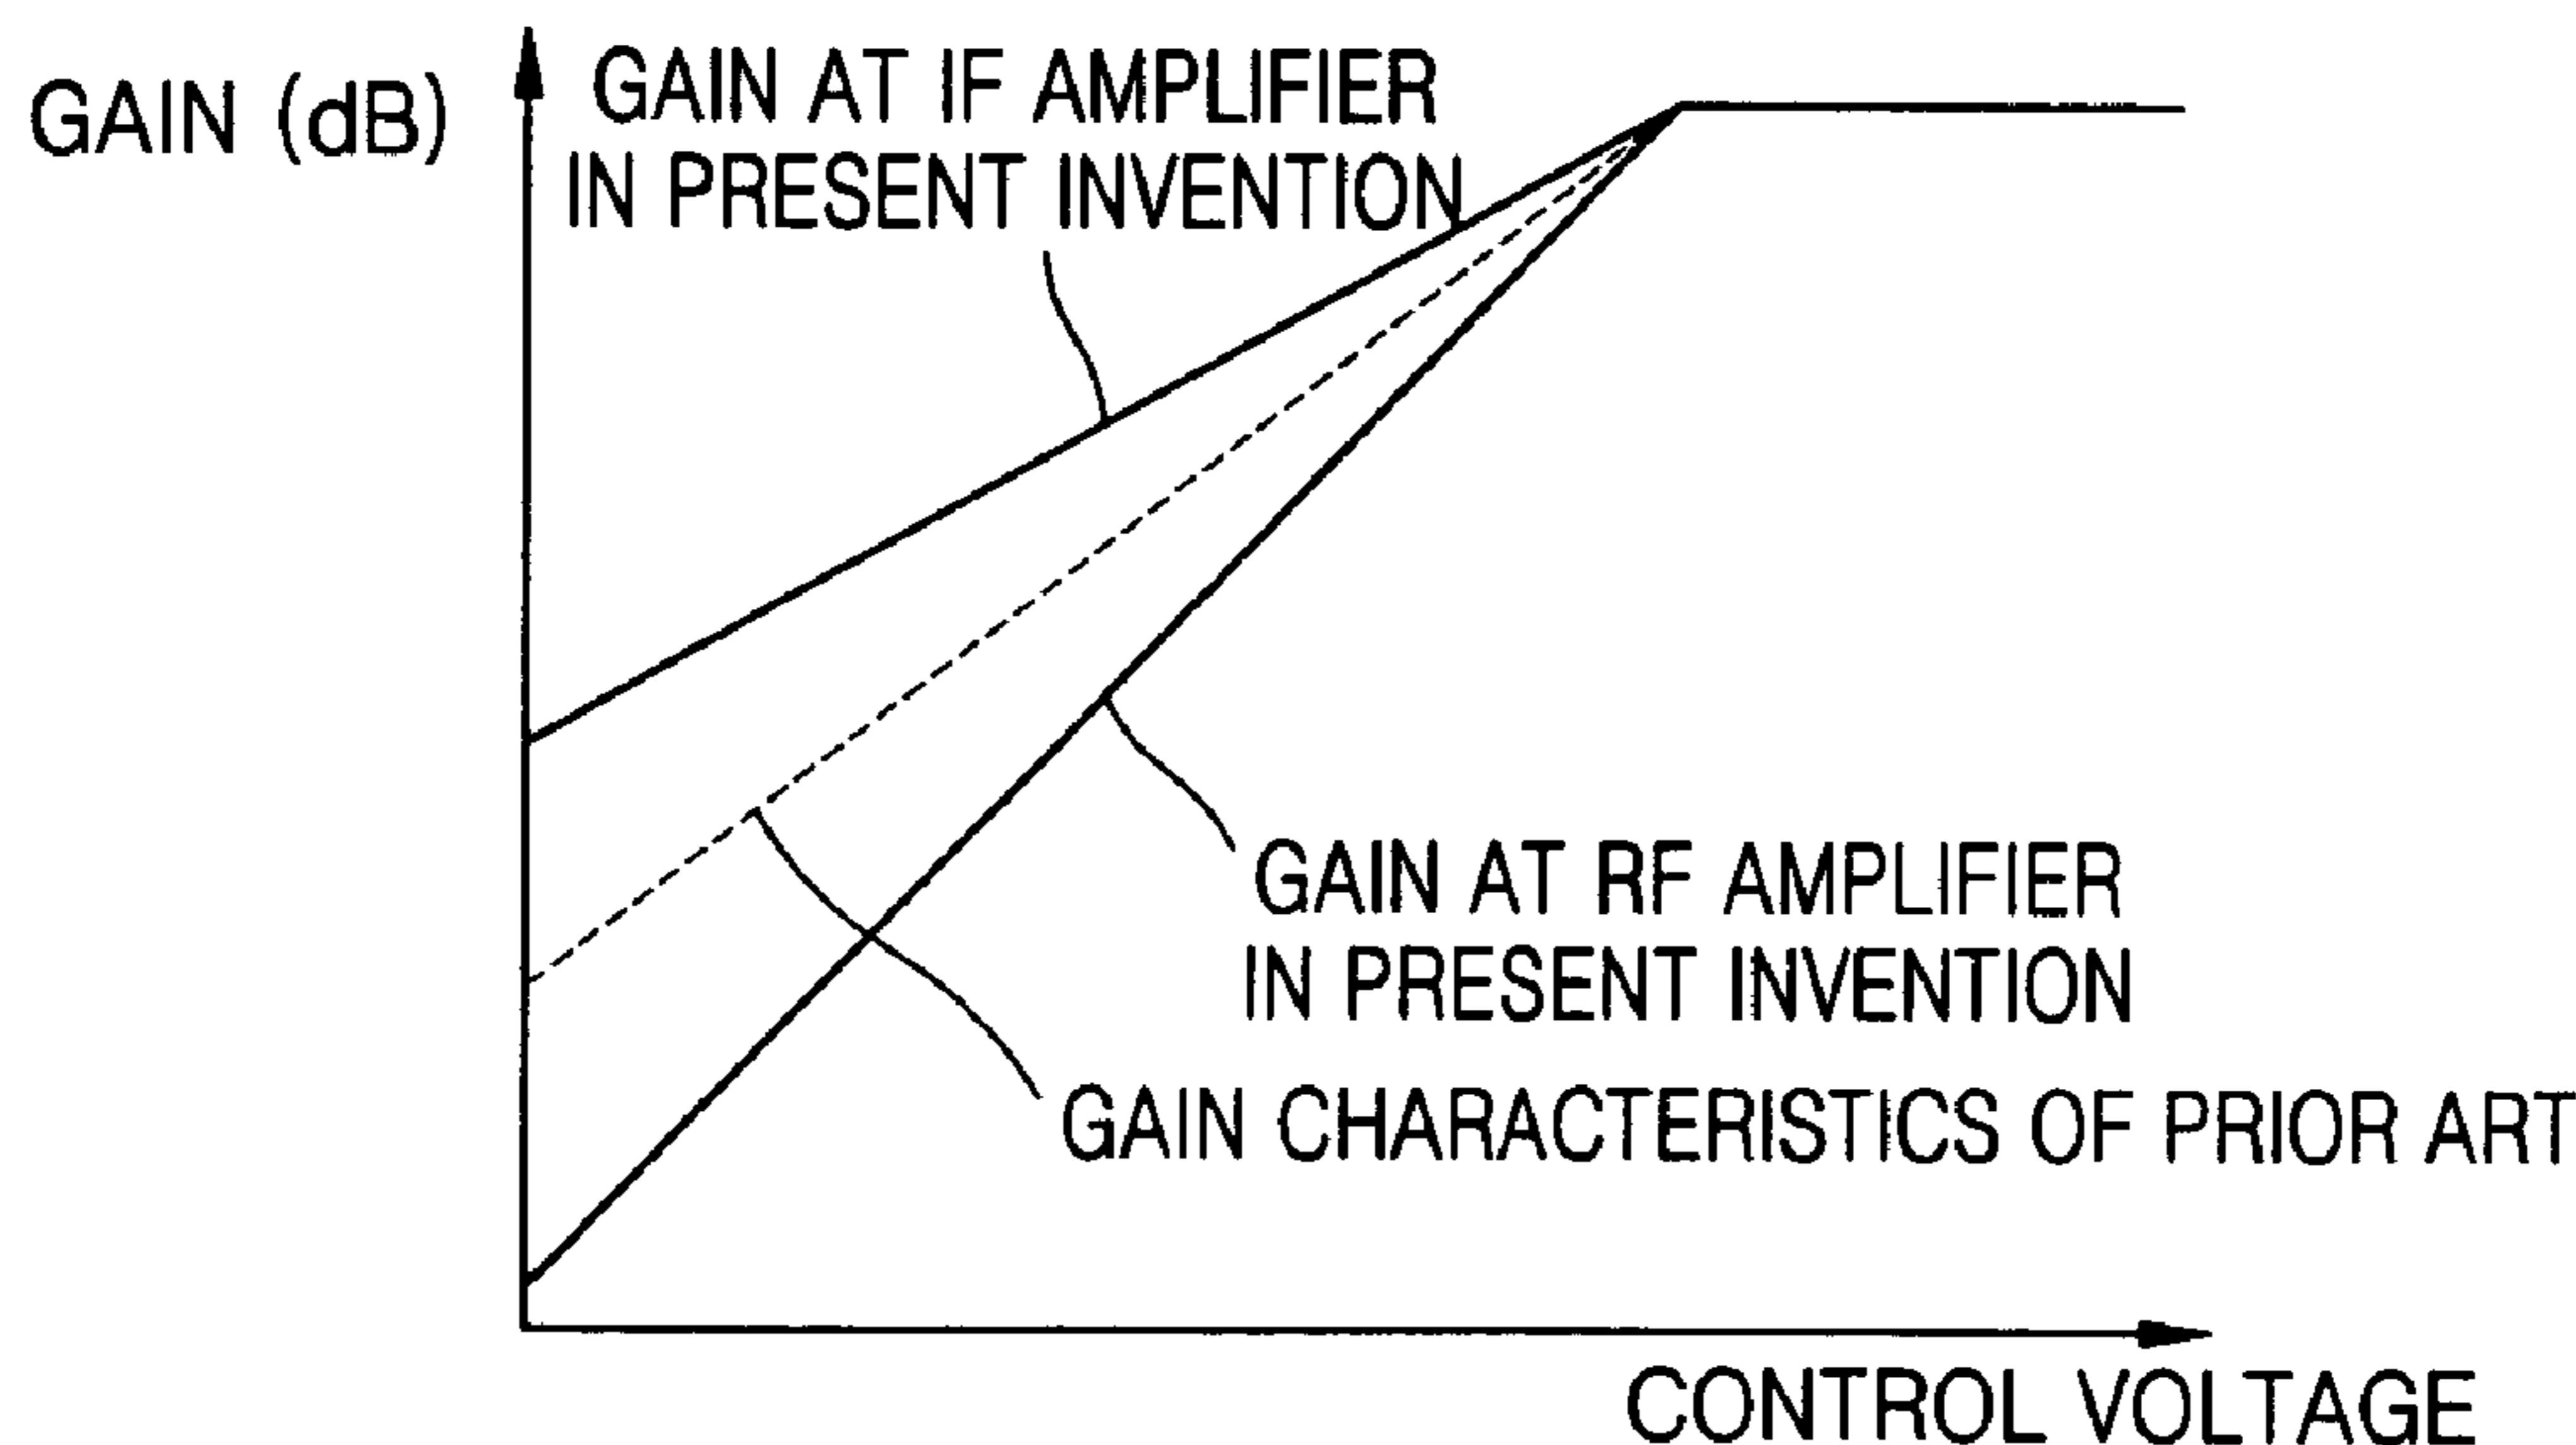 GAIN (dB)
GAIN AT IF AMPLIFIER
IN PRESENT INVENTION
GAIN AT RF AMPLIFIER
IN PRESENT INVENTION
GAIN CHARACTERISTICS OF PRIOR ART
CONTROL VOLTAGE